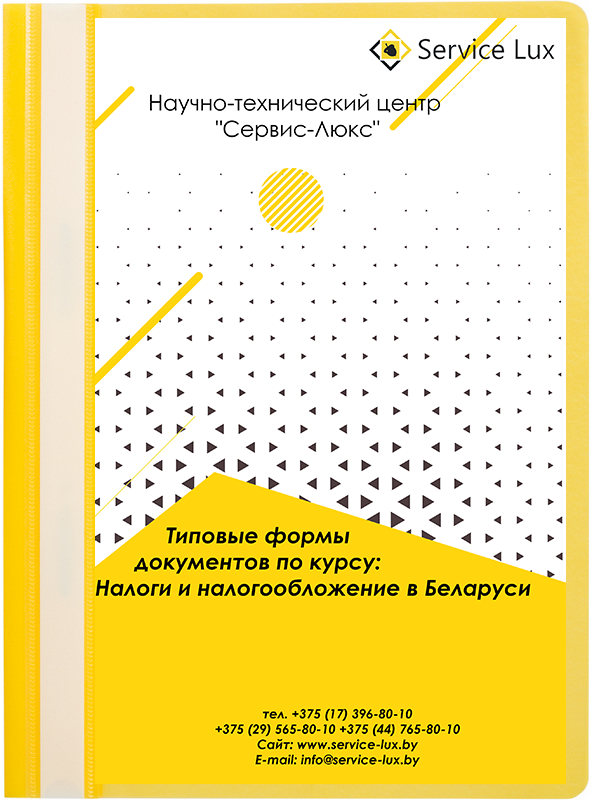 Service Lux
Научно-технический центр
"Сервис-Люкс"
Типовые формы
документов по курсу:
Налоги и налогообложение в Беларуси
тел. +375 (17) 396-80-10
+375 (29) 565-80-10 +375 (44) 765-80-10
Сайт: www.service-lux.by
E-mail: info@service-lux.by